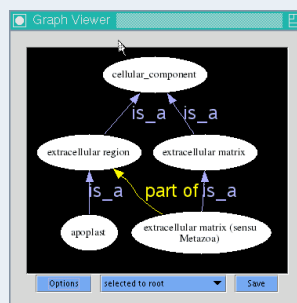 Graph Viewer
cellular_component
is_a is_a
extracellular region extracellular matrix
is_a part of is_a
apoplast extracellular matrix (sensu
Metazoa)
Options selected to root Save